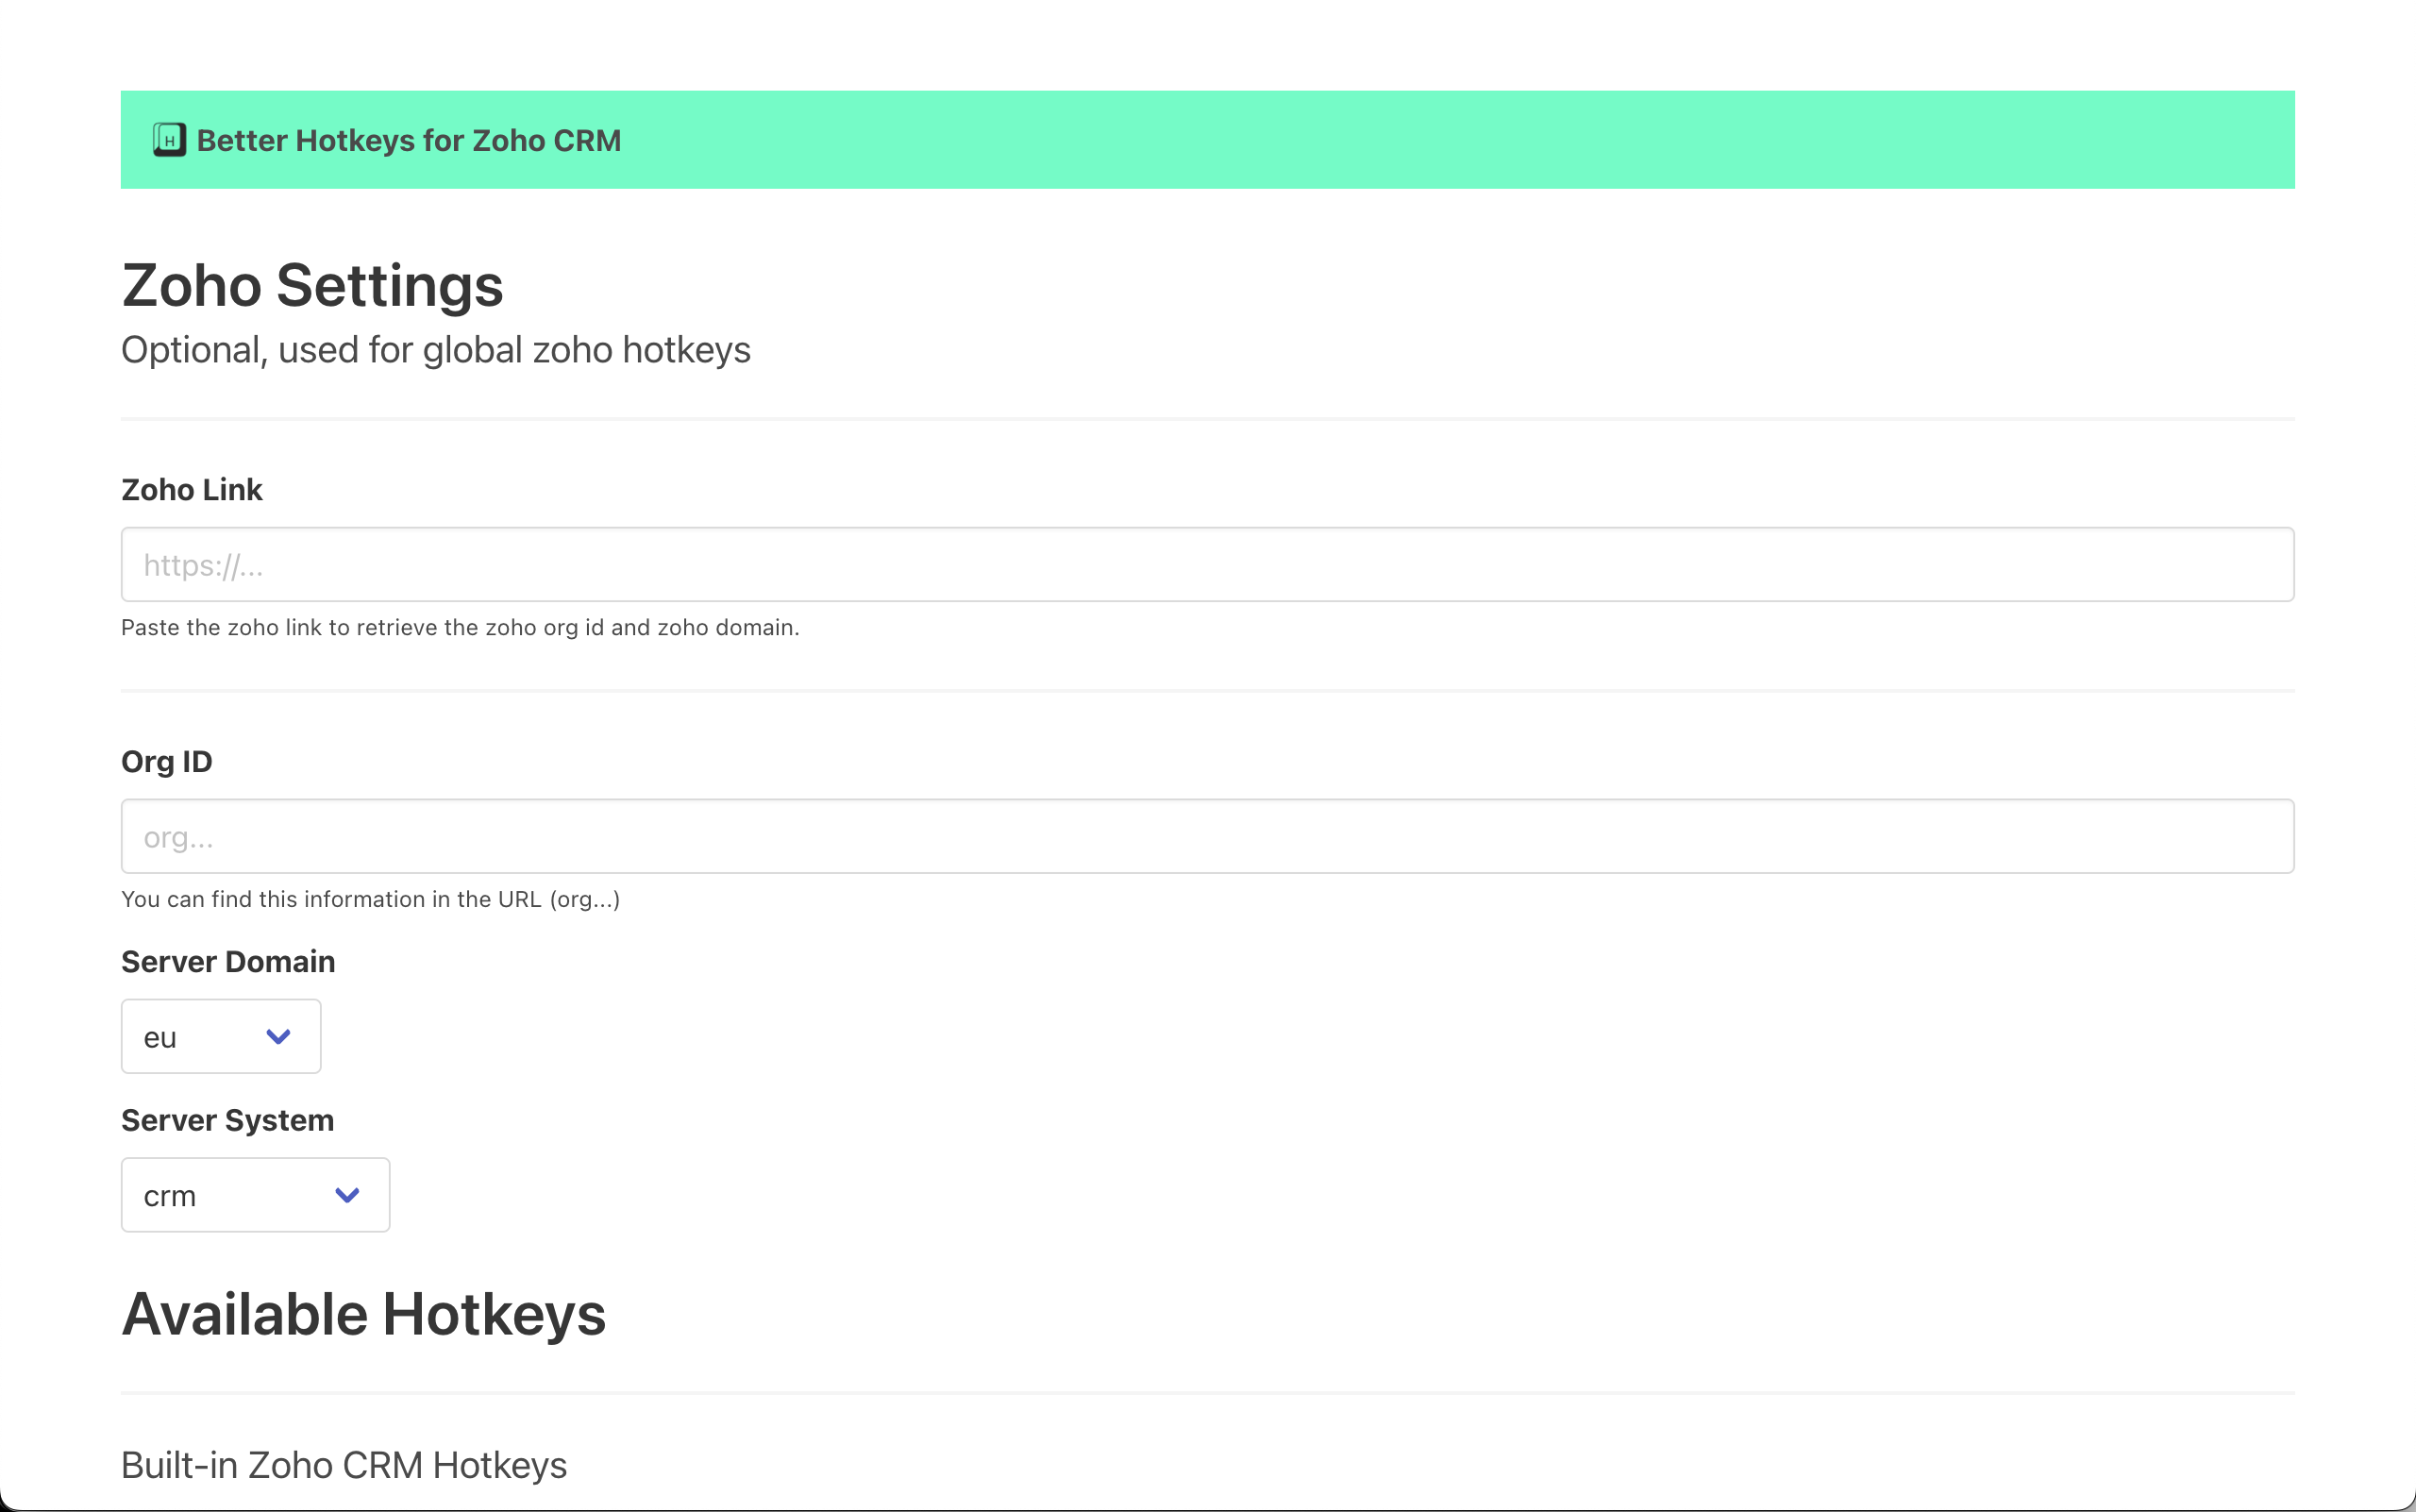 H Better Hotkeys for Zoho CRM
Zoho Settings
Optional, used for global zoho hotkeys
Zoho Link
https://...
Paste the zoho link to retrieve the zoho org id and zoho domain.
Org ID
org...
You can find this information in the URL (org...)
Server Domain
eu
Server System
crm
Available Hotkeys
Built-in Zoho CRM Hotkeys